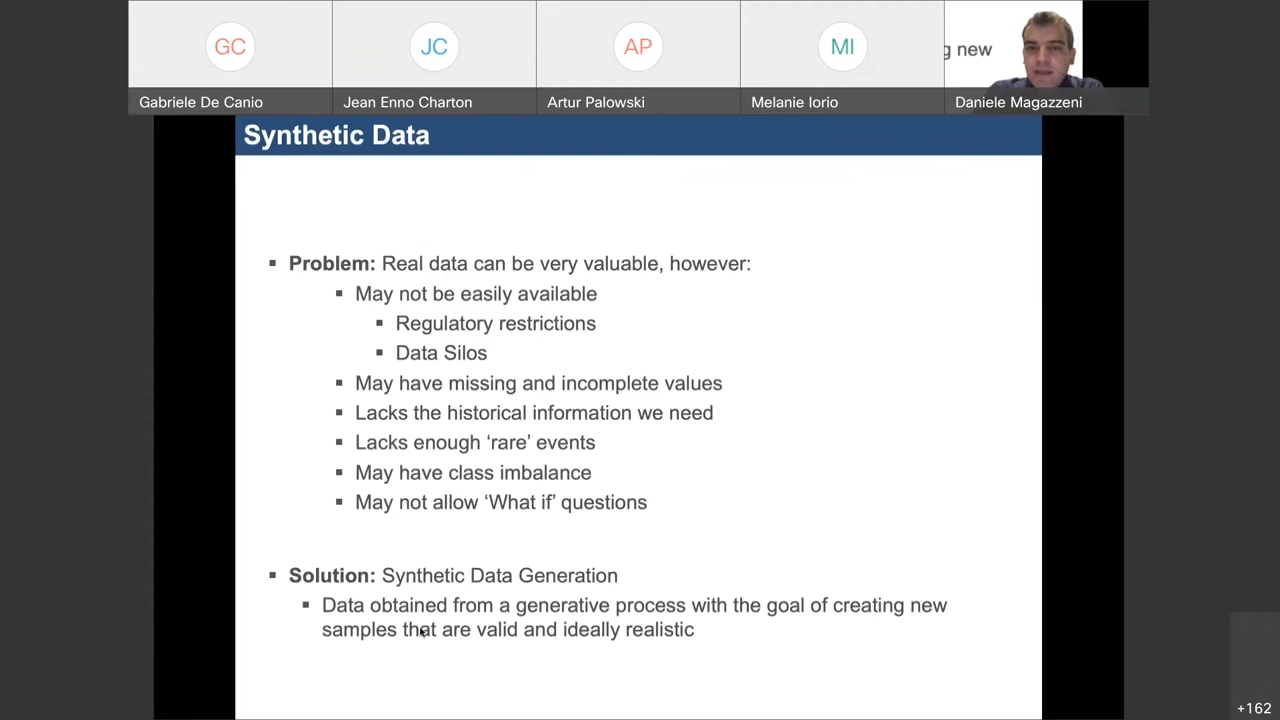 GC
JC
AP
MI
g new
Gabriele De Canio
Jean Enno Charton
Artur Palowski
Melanie Iorio
Daniele Magazzeni
Synthetic Data
▪ Problem: Real data can be very valuable, however:
▪ May not be easily available
▪ Regulatory restrictions
▪ Data Silos
▪ May have missing and incomplete values
▪ Lacks the historical information we need
▪ Lacks enough ‘rare’ events
▪ May have class imbalance
▪ May not allow ‘What if’ questions
▪ Solution: Synthetic Data Generation
▪ Data obtained from a generative process with the goal of creating new
samples that are valid and ideally realistic
+162